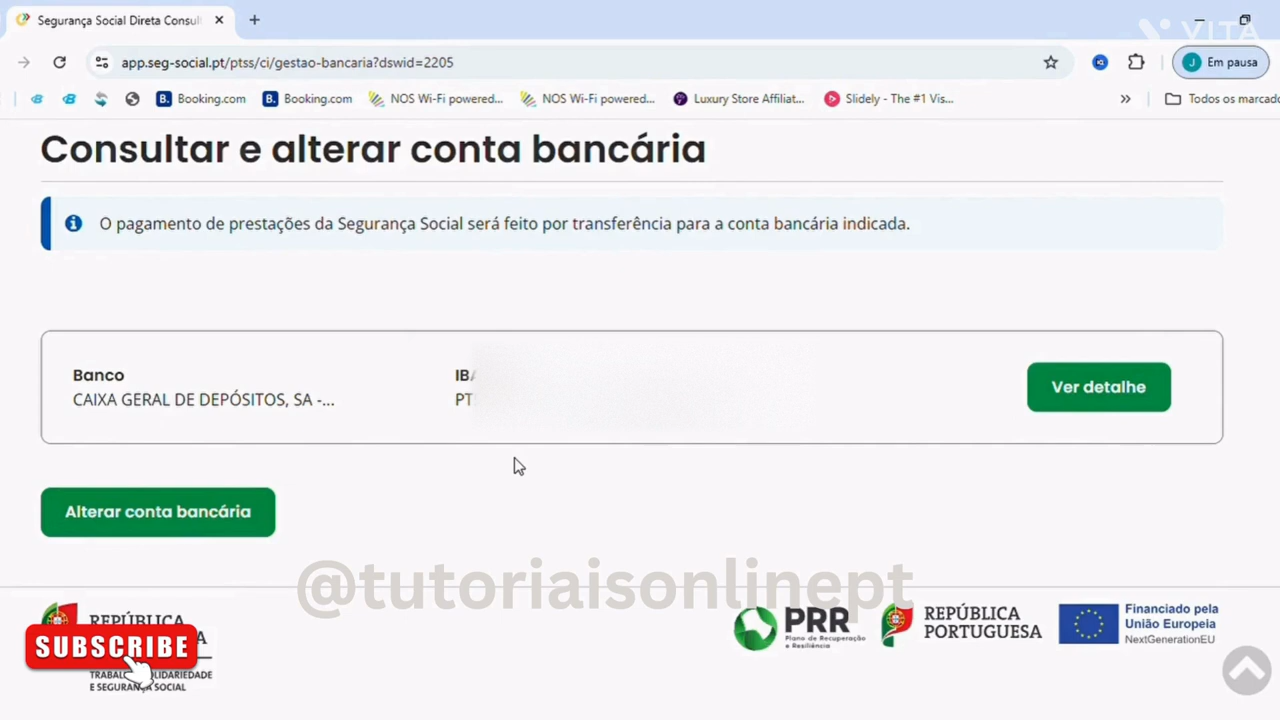 Segurança Social Direta Consul
VITA
app.seg-social.pt/ptss/ci/gestao-bancaria?dswid=2205
J
Em pausa
B. Booking.com
B. Booking.com
NOS Wi-Fi powered...
NOS Wi-Fi powered...
Luxury Store Affiliat...
Slidely - The #1 Vis...
Todos os marcado
Consultar e alterar conta bancária
O pagamento de prestações da Segurança Social será feito por transferência para a conta bancária indicada.
Banco
CAIXA GERAL DE DEPÓSITOS, SA -...
IBA
PT
Ver detalhe
Alterar conta bancária
@tutoriaisonlinept
REPÚBLICA
SUBSCRIBE
E SEGURANÇA SOCIAL
PRR
Plano de Recuperação
e Resiliência
REPÚBLICA
PORTUGUESA
Financiado pela
União Europeia
NextGenerationEU